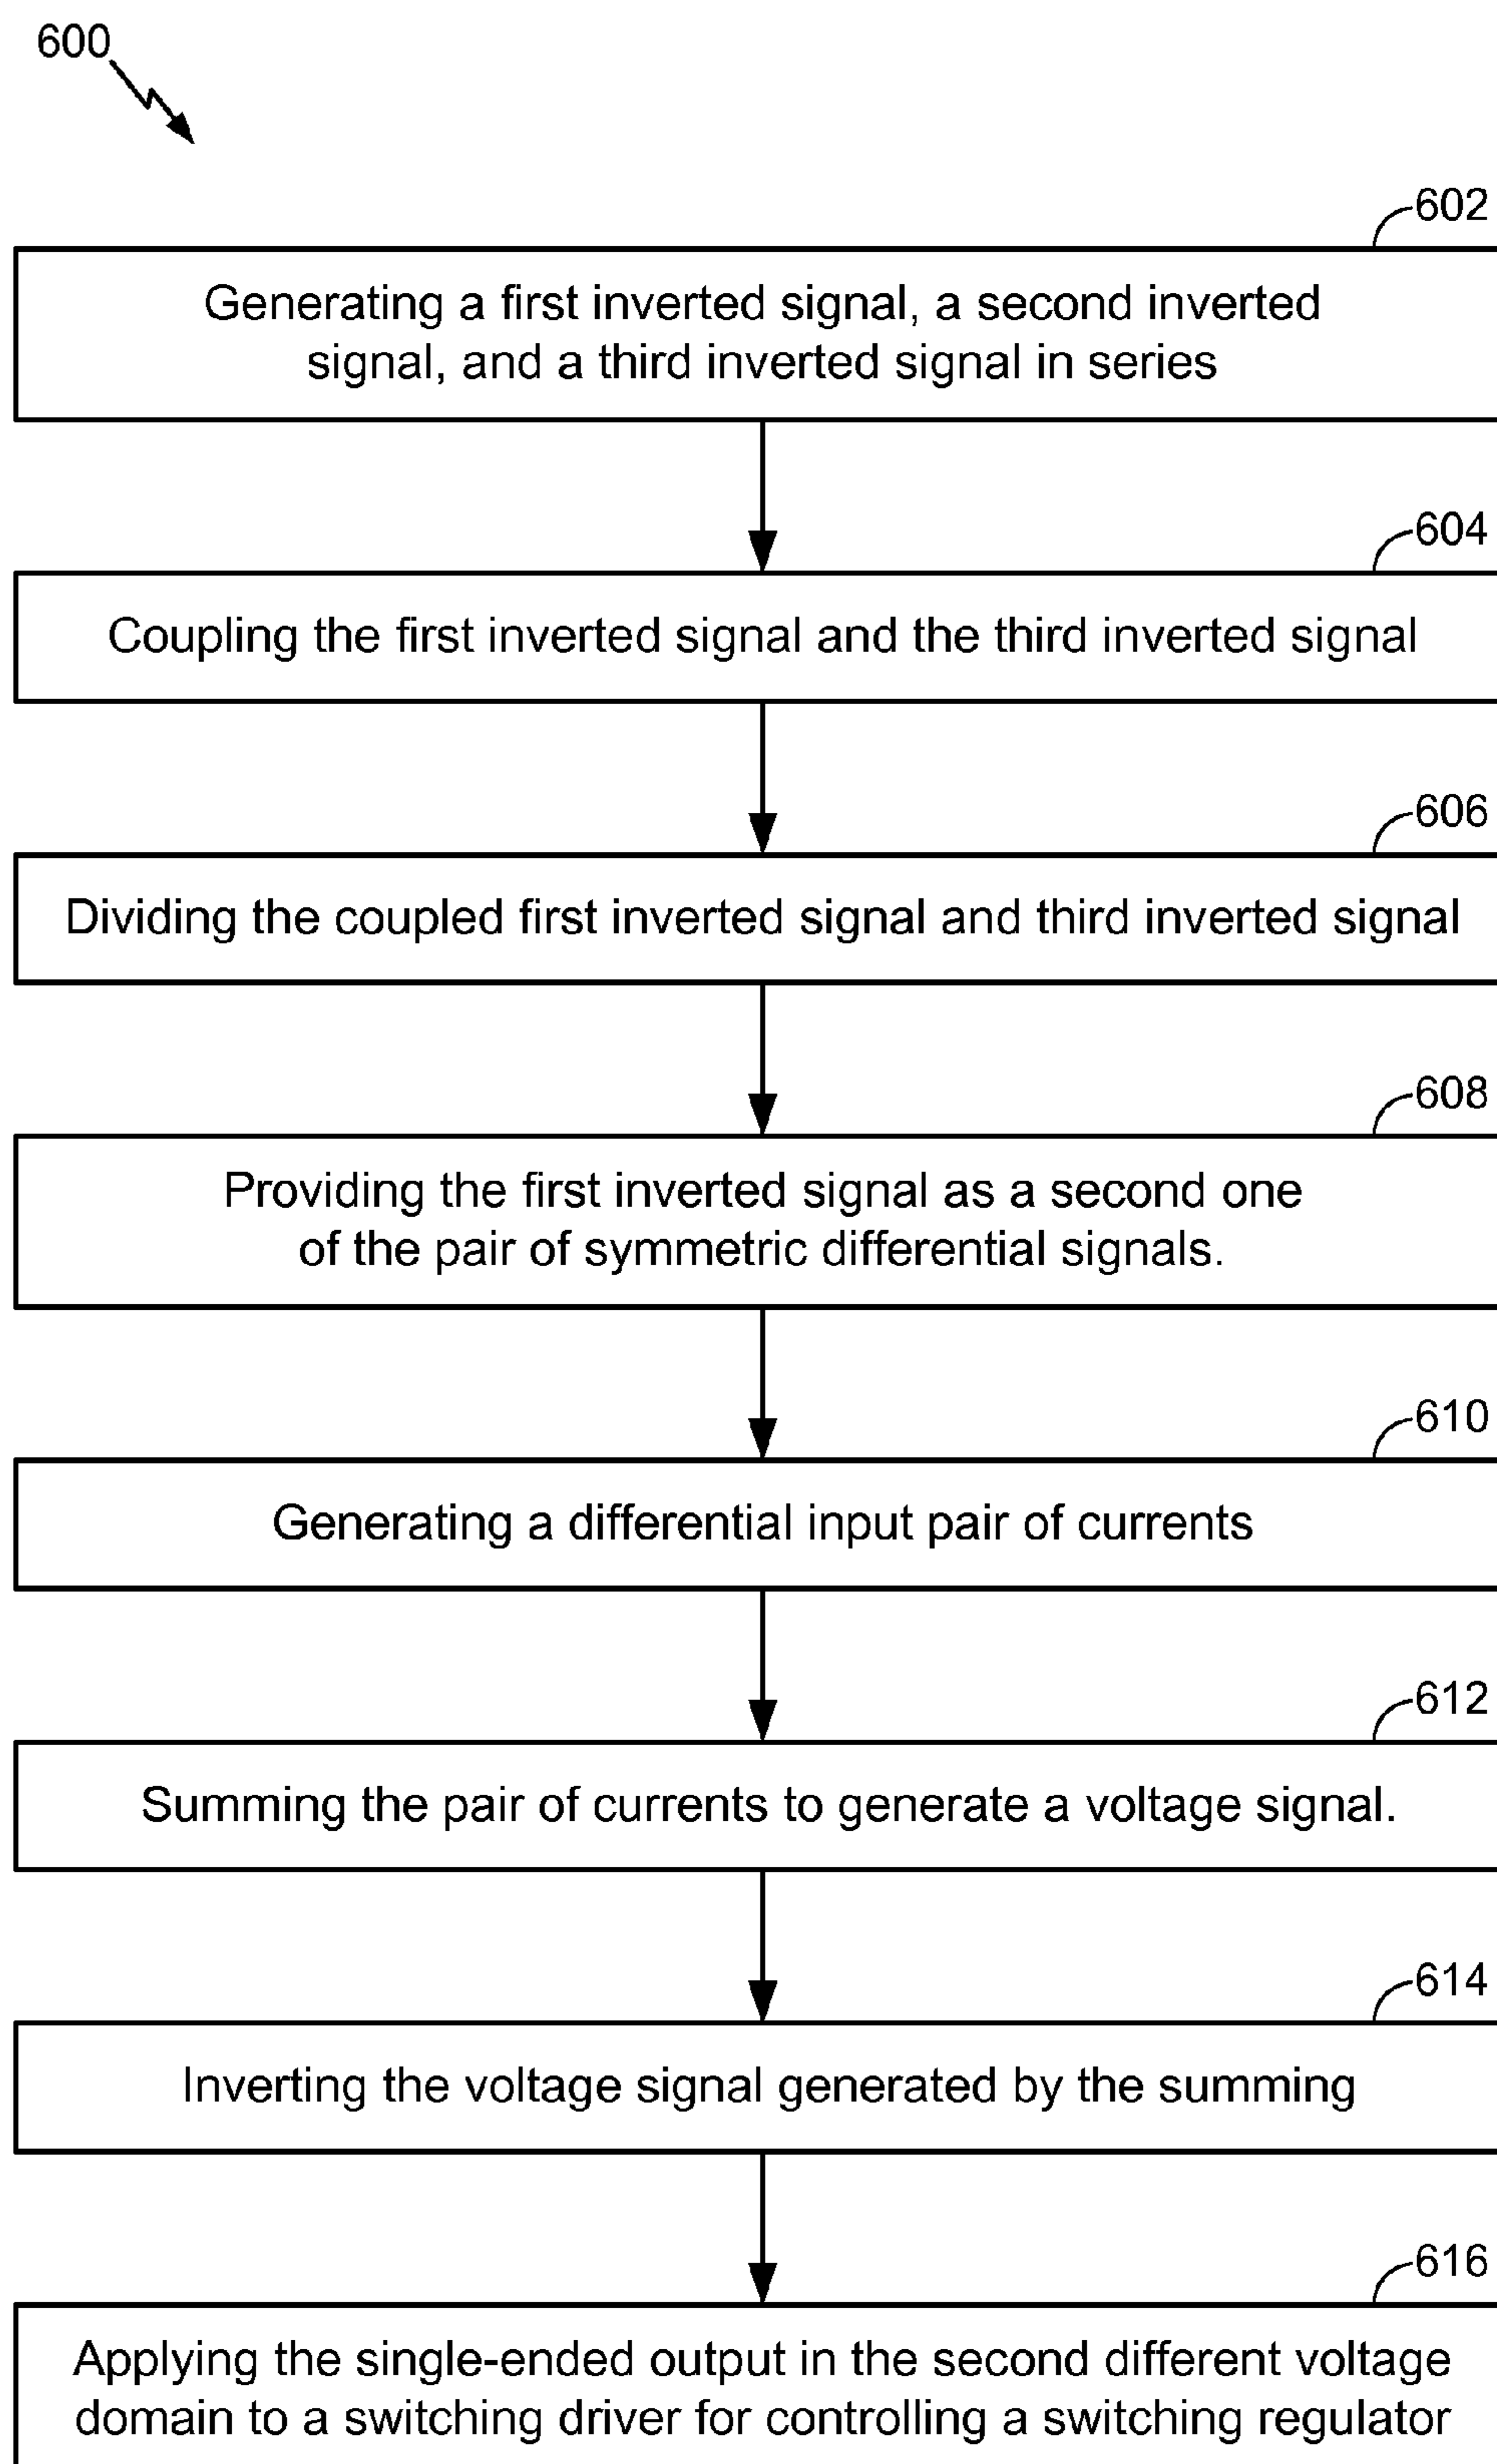 600
602
Generating a first inverted signal, a second inverted
signal, and a third inverted signal in series
604
Coupling the first inverted signal and the third inverted signal
606
Dividing the coupled first inverted signal and third inverted signal
608
Providing the first inverted signal as a second one
of the pair of symmetric differential signals.
610
Generating a differential input pair of currents
612
Summing the pair of currents to generate a voltage signal.
614
Inverting the voltage signal generated by the summing
616
Applying the single-ended output in the second different voltage
domain to a switching driver for controlling a switching regulator